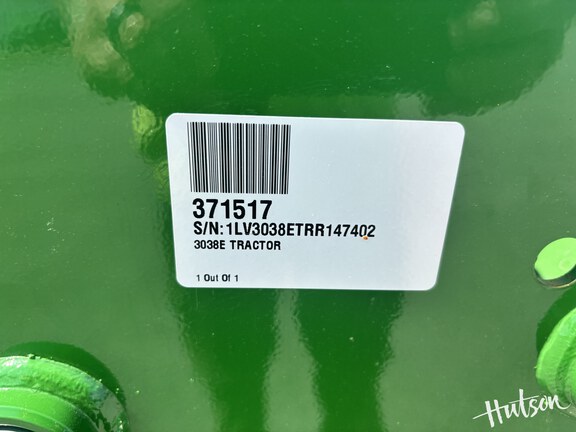 371517
S/N:1LV3038ETRR147402
3038E TRACTOR
1 Out Of 1
Hutson